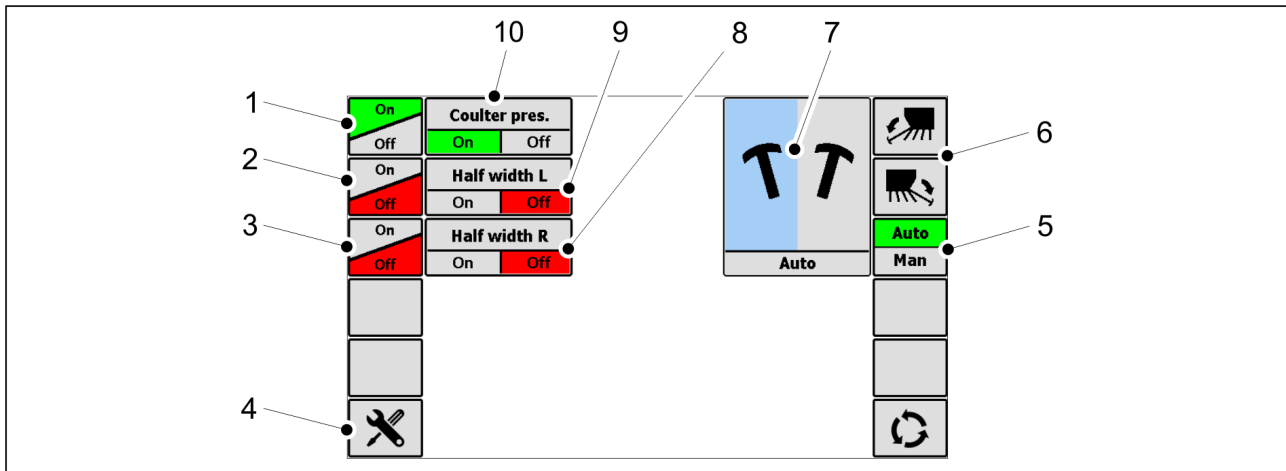 10 9 7 8
1 On Coulter pres.
Off On Off 6
2 On Half width L
Off On Off
3 On Half width R Auto 5
Off On Off Auto Man
4